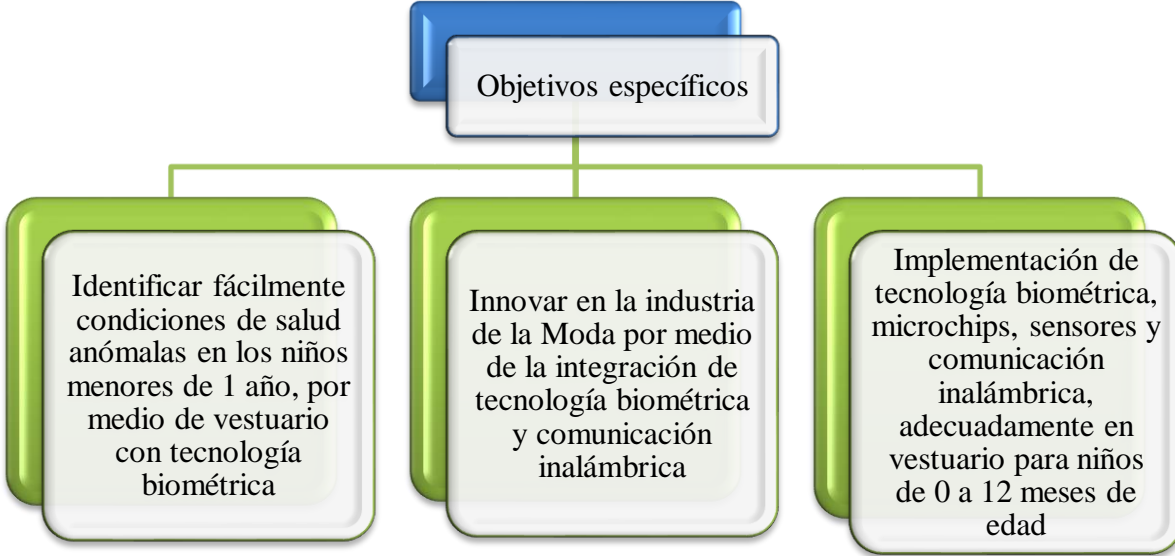 Objetivos específicos
Identificar fácilmente
condiciones de salud
anómalas en los niños
menores de 1 año, por
medio de vestuario
con tecnología
biométrica
Innovar en la industria
de la Moda por medio
de la integración de
tecnología biométrica
y comunicación
inalámbrica
Implementación de
tecnología biométrica,
microchips, sensores y
comunicación
inalámbrica,
adecuadamente en
vestuario para niños
de 0 a 12 meses de
edad